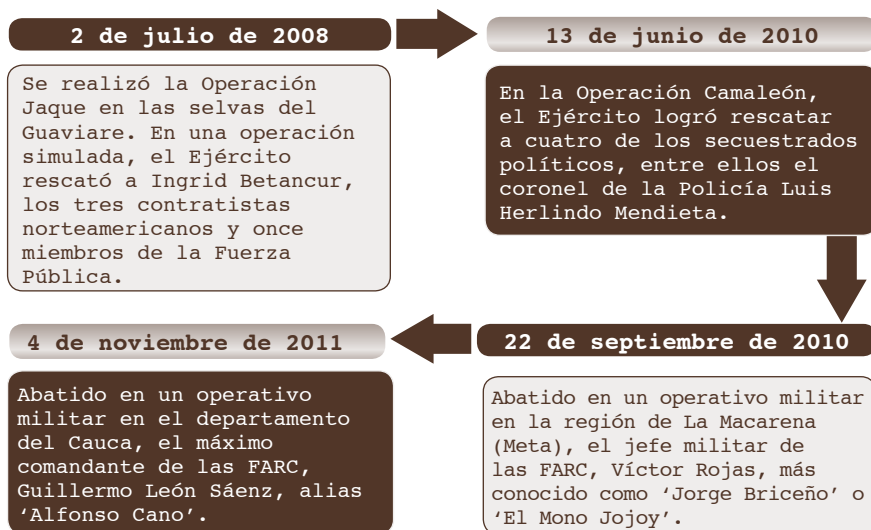 2 de julio de 2008
Se realizó la Operación
Jaque en las selvas del
Guaviare. En una operación
simulada, el Ejército
rescató a Ingrid Betancur,
los tres contratistas
norteamericanos y once
miembros de la Fuerza
Pública.
13 de junio de 2010
En la Operación Camaleón,
el Ejército logró rescatar
a cuatro de los secuestrados
políticos, entre ellos el
coronel de la Policía Luis
Herlindo Mendieta.
22 de septiembre de 2010
Abatido en un operativo militar
en la región de La Macarena
(Meta), el jefe militar de
las FARC, Víctor Rojas, más
conocido como ‘Jorge Briceño’ o
‘El Mono Jojoy’.
4 de noviembre de 2011
Abatido en un operativo
militar en el departamento
del Cauca, el máximo
comandante de las FARC,
Guillermo León Sáenz, alias
‘Alfonso Cano’.